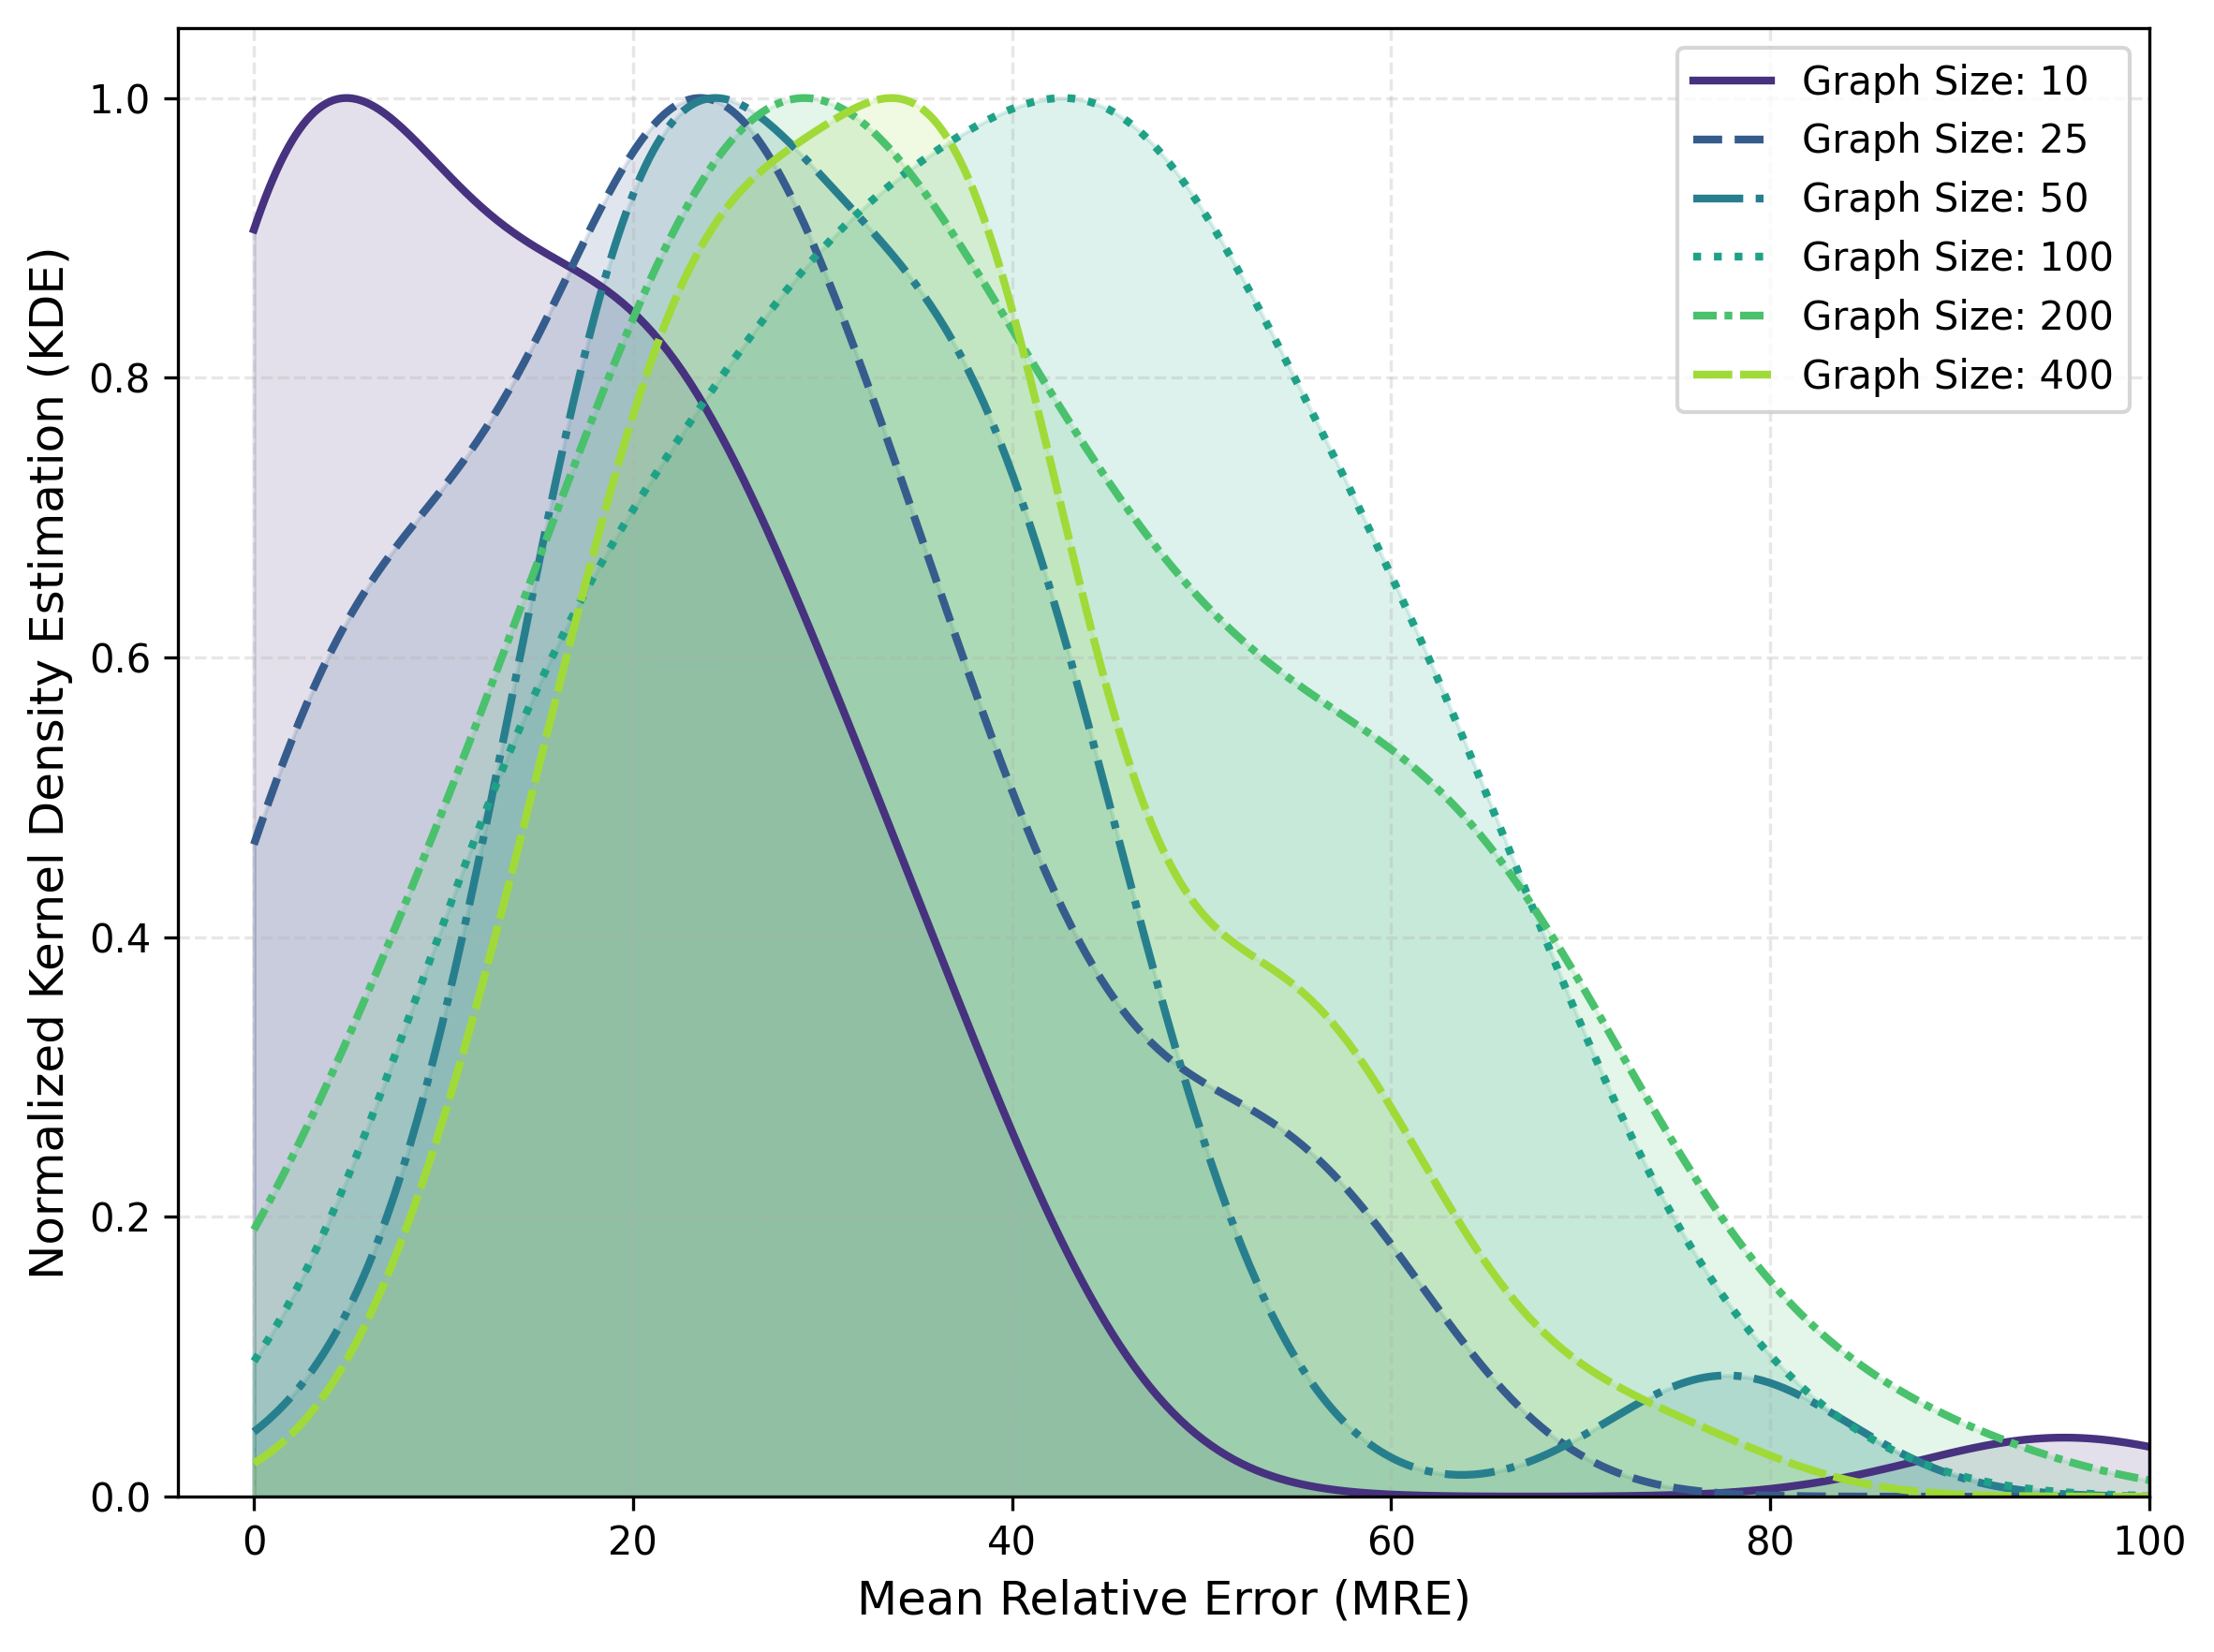 Normalized Kernel Density Estimation (KDE)
1.0
0.8
0.6
0.4
0.2
0.0
Graph Size: 10
Graph Size: 25
Graph Size: 50
Graph Size: 100
Graph Size: 200
Graph Size: 400
0 20 40 60 80 100
Mean Relative Error (MRE)